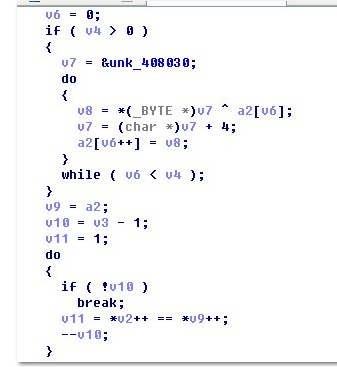 v6 = 0;
if ( v4 > 0 )
{
v7 = &unk_408030;
do
{
v8 = *(_BYTE *)v7 ^ a2[v6];
v7 = (char *)v7 + 4;
a2[v6++] = v8;
}
while ( v6 < v4 );
}
v9 = a2;
v10 = v3 - 1;
v11 = 1;
do
{
if ( !v10 )
break;
v11 = *v2++ == *v9++;
--v10;
}